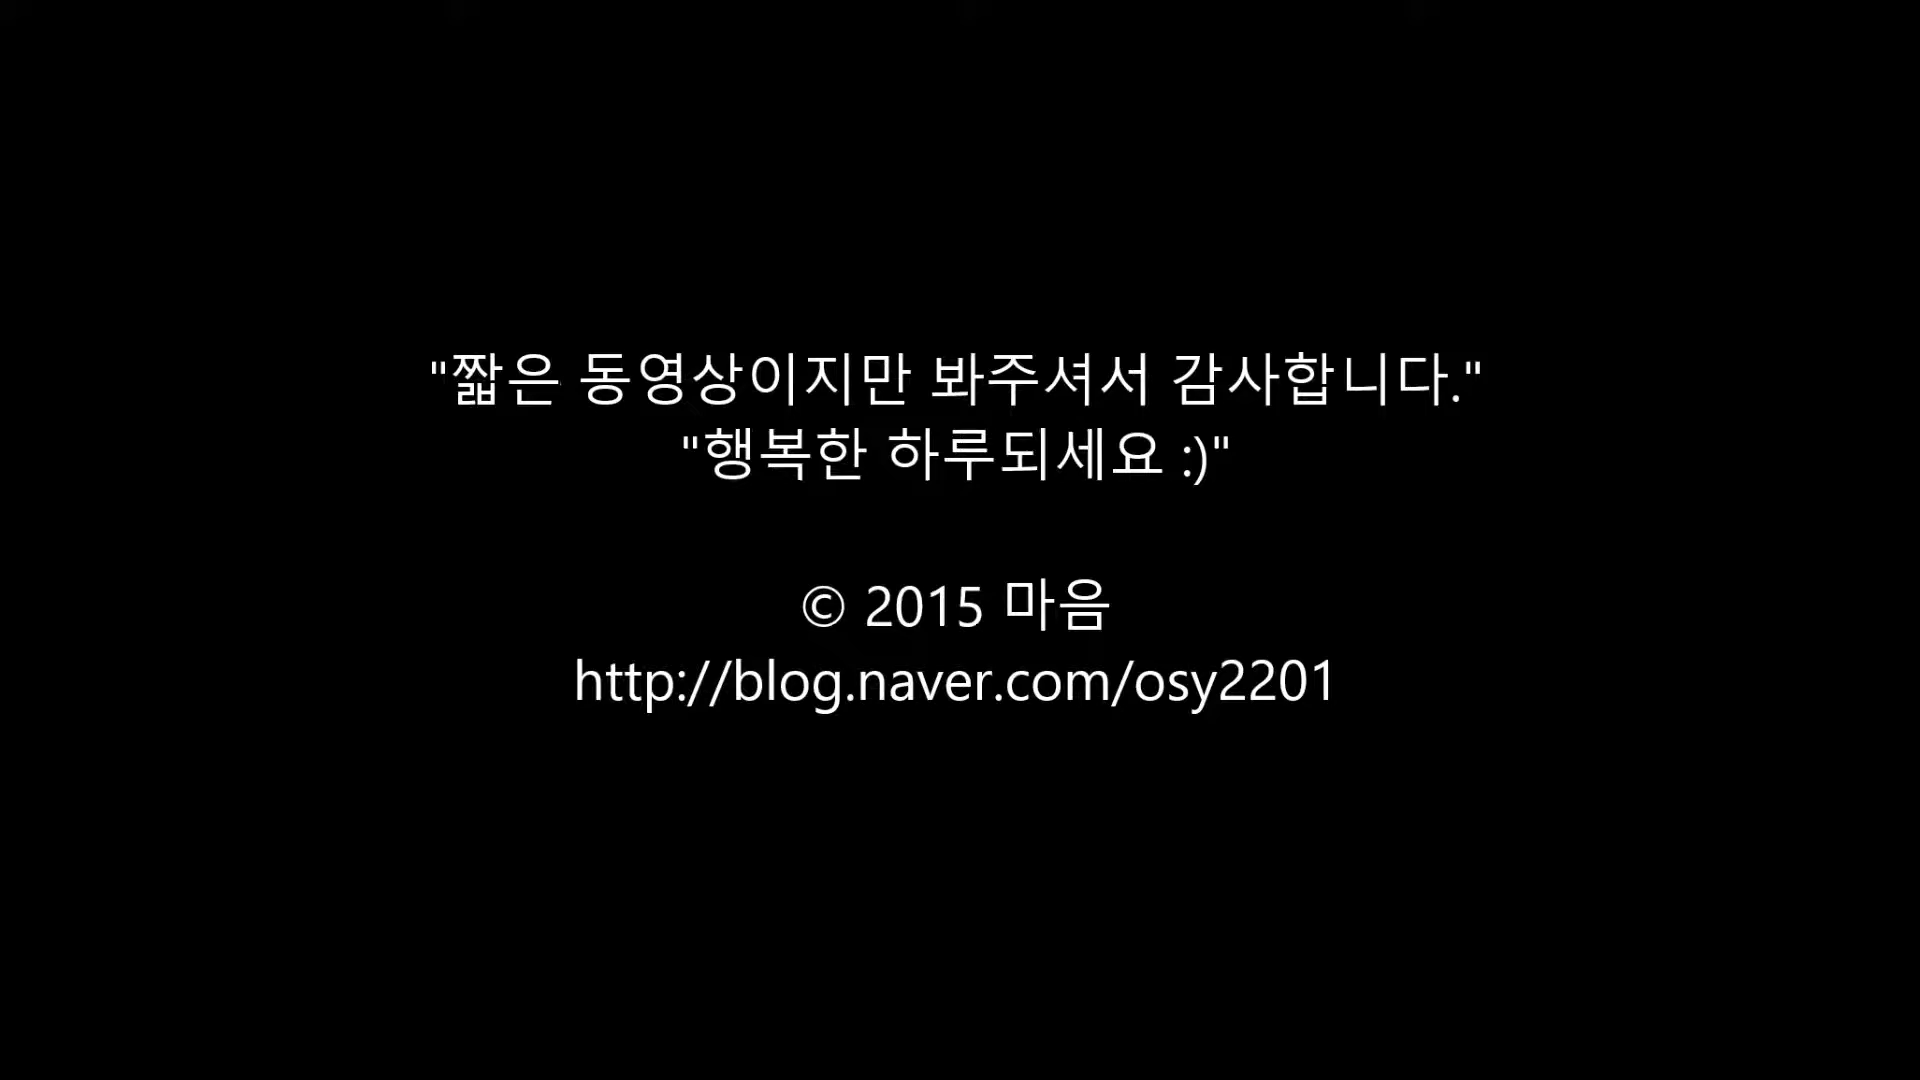 "짧은 동영상이지만 봐주셔서 감사합니다."
"행복한 하루되세요 :)"
© 2015 마음
http://blog.naver.com/osy2201